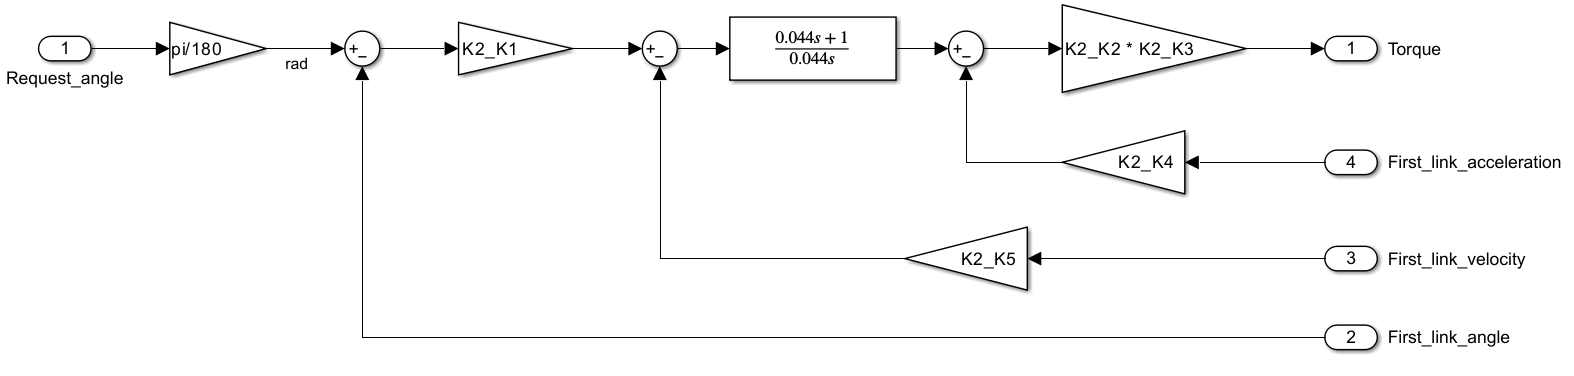 1
Request_angle
pi/180
rad
+
−
K2_K1
+
−
0.044s + 1
0.044s
+
−
K2_K2 * K2_K3
1
Torque
K2_K4
4
First_link_acceleration
K2_K5
3
First_link_velocity
2
First_link_angle